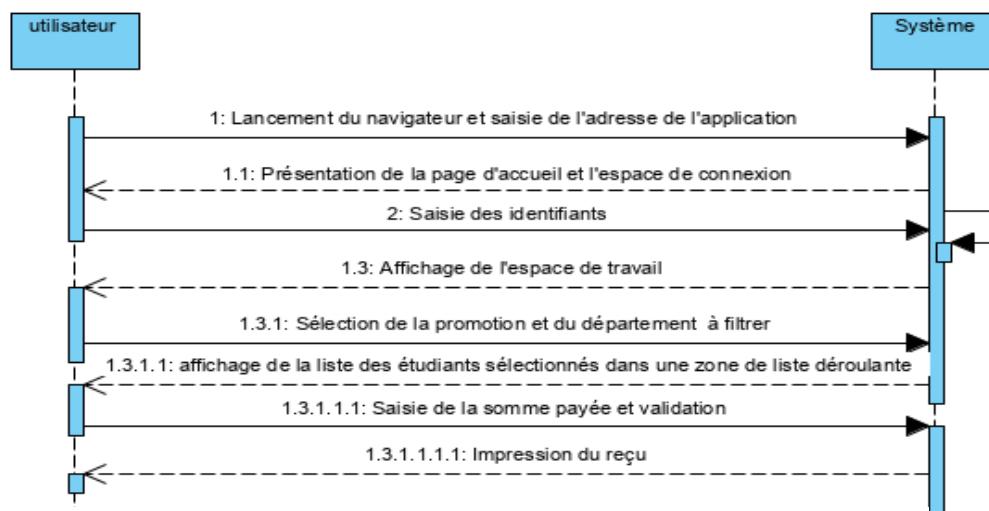 utilisateur
Système
1: Lancement du navigateur et saisie de l'adresse de l'application
1.1: Présentation de la page d'accueil et l'espace de connexion
2: Saisie des identifiants
1.3: Affichage de l'espace de travail
1.3.1: Sélection de la promotion et du département à filtrer
1.3.1.1: affichage de la liste des étudiants sélectionnés dans une zone de liste déroulante
1.3.1.1.1: Saisie de la somme payée et validation
1.3.1.1.1.1: Impression du reçu